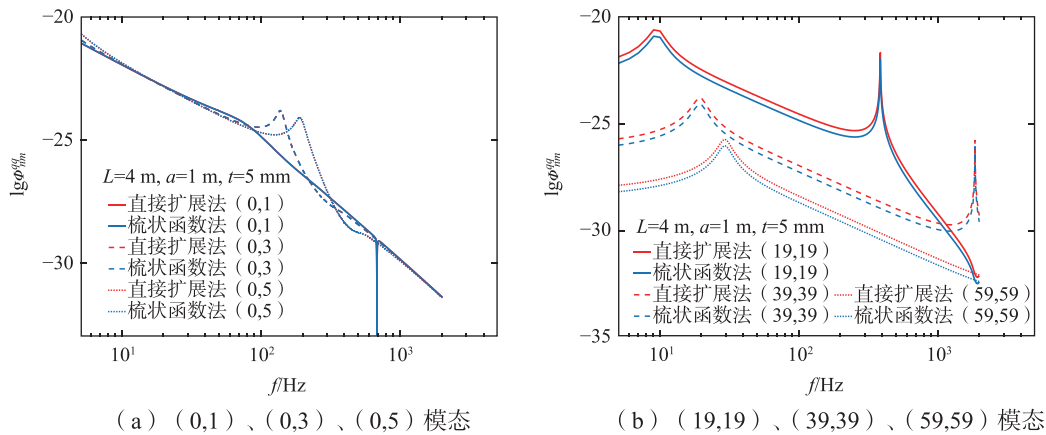 −20
−25
−30
lgΦ^{qq}_{nm}
L=4 m, a=1 m, t=5 mm
直接扩展法（0,1）
梳状函数法（0,1）
直接扩展法（0,3）
梳状函数法（0,3）
直接扩展法（0,5）
梳状函数法（0,5）
10^1 10^2 10^3
f/Hz
（a）（0,1）、（0,3）、（0,5）模态
−20
−25
−30
−35
lgΦ^{qq}_{nm}
L=4 m, a=1 m, t=5 mm
直接扩展法（19,19）
梳状函数法（19,19）
直接扩展法（39,39） 直接扩展法（59,59）
梳状函数法（39,39） 梳状函数法（59,59）
10^1 10^2 10^3
f/Hz
（b）（19,19）、（39,39）、（59,59）模态